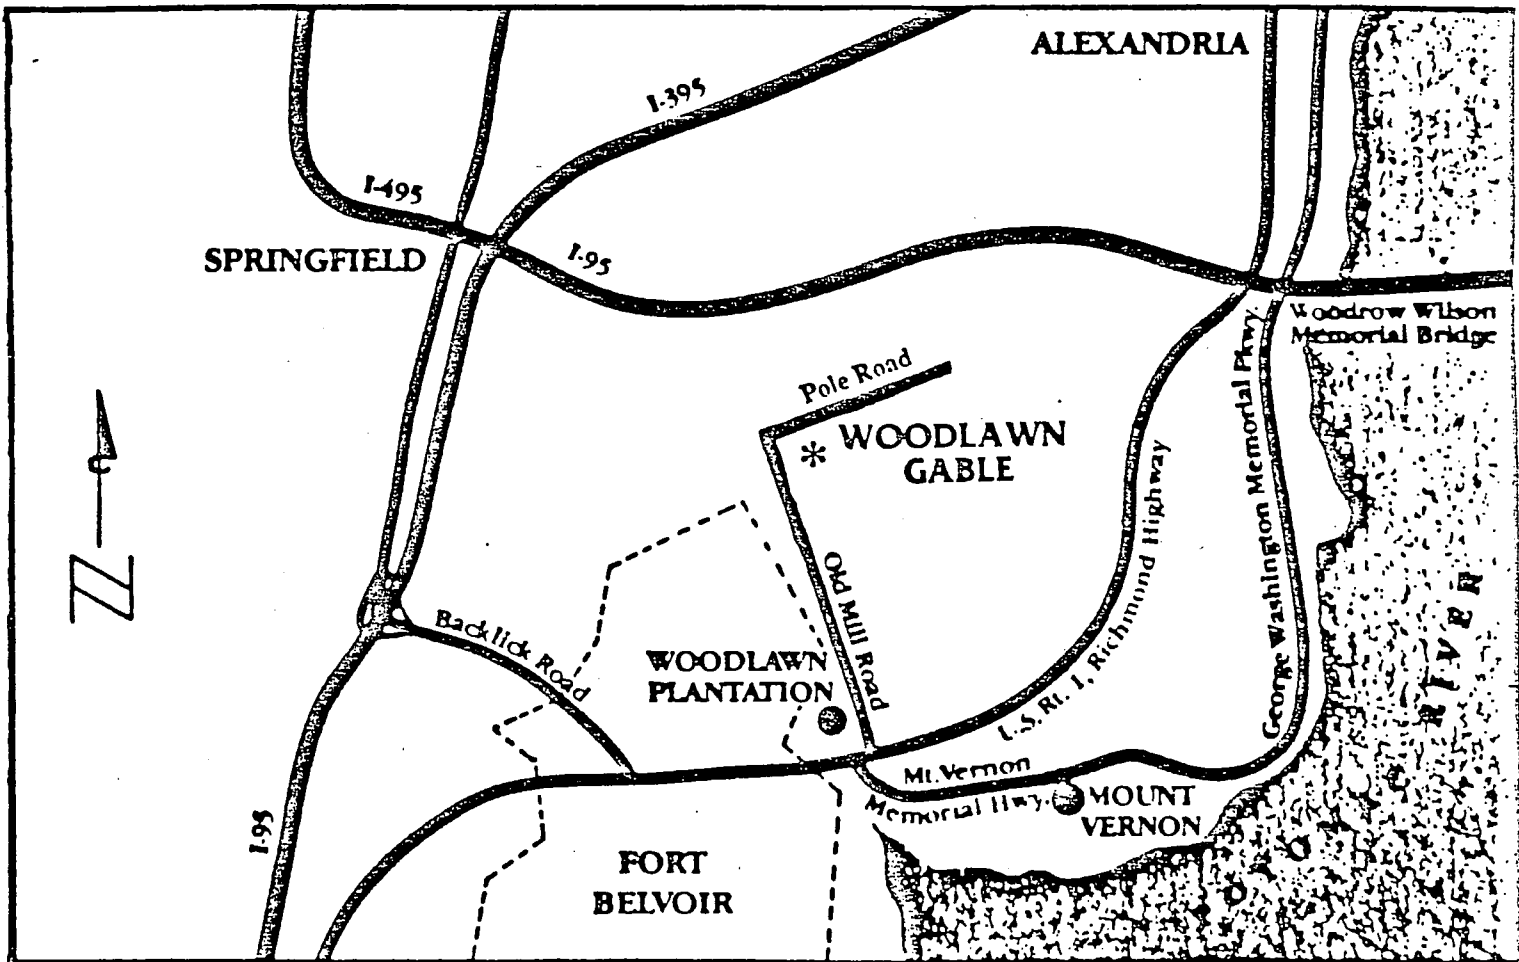 ALEXANDRIA
I-395
I-495
SPRINGFIELD
I-95
Woodrow Wilson
Memorial Bridge
Pole Road
* WOODLAWN
GABLE
George Washington Memorial Pkwy.
U.S. Rt. 1, Richmond Highway
Old Mill Road
N
Backlick Road
WOODLAWN
PLANTATION
RIVER
Mt. Vernon
Memorial Hwy.
MOUNT
VERNON
I-95
FORT
BELVOIR